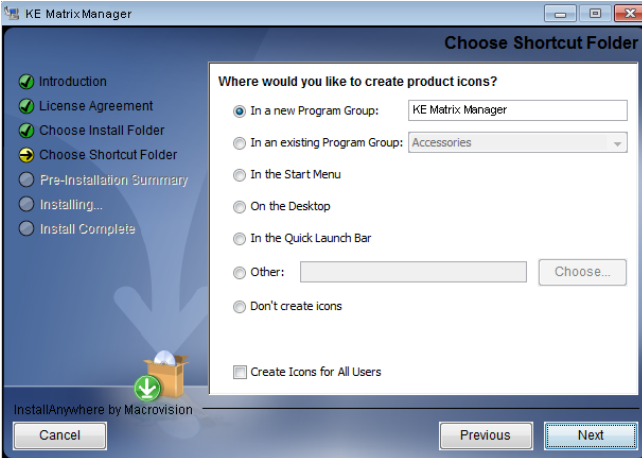 KE MatrixManager
Choose Shortcut Folder
Introduction
License Agreement
Choose Install Folder
Choose Shortcut Folder
Pre-Installation Summary
Installing...
Install Complete
Where would you like to create product icons?
In a new Program Group: KE Matrix Manager
In an existing Program Group: Accessories
In the Start Menu
On the Desktop
In the Quick Launch Bar
Other: Choose...
Don't create icons
Create Icons for All Users
InstallAnywhere by Macrovision
Cancel Previous Next